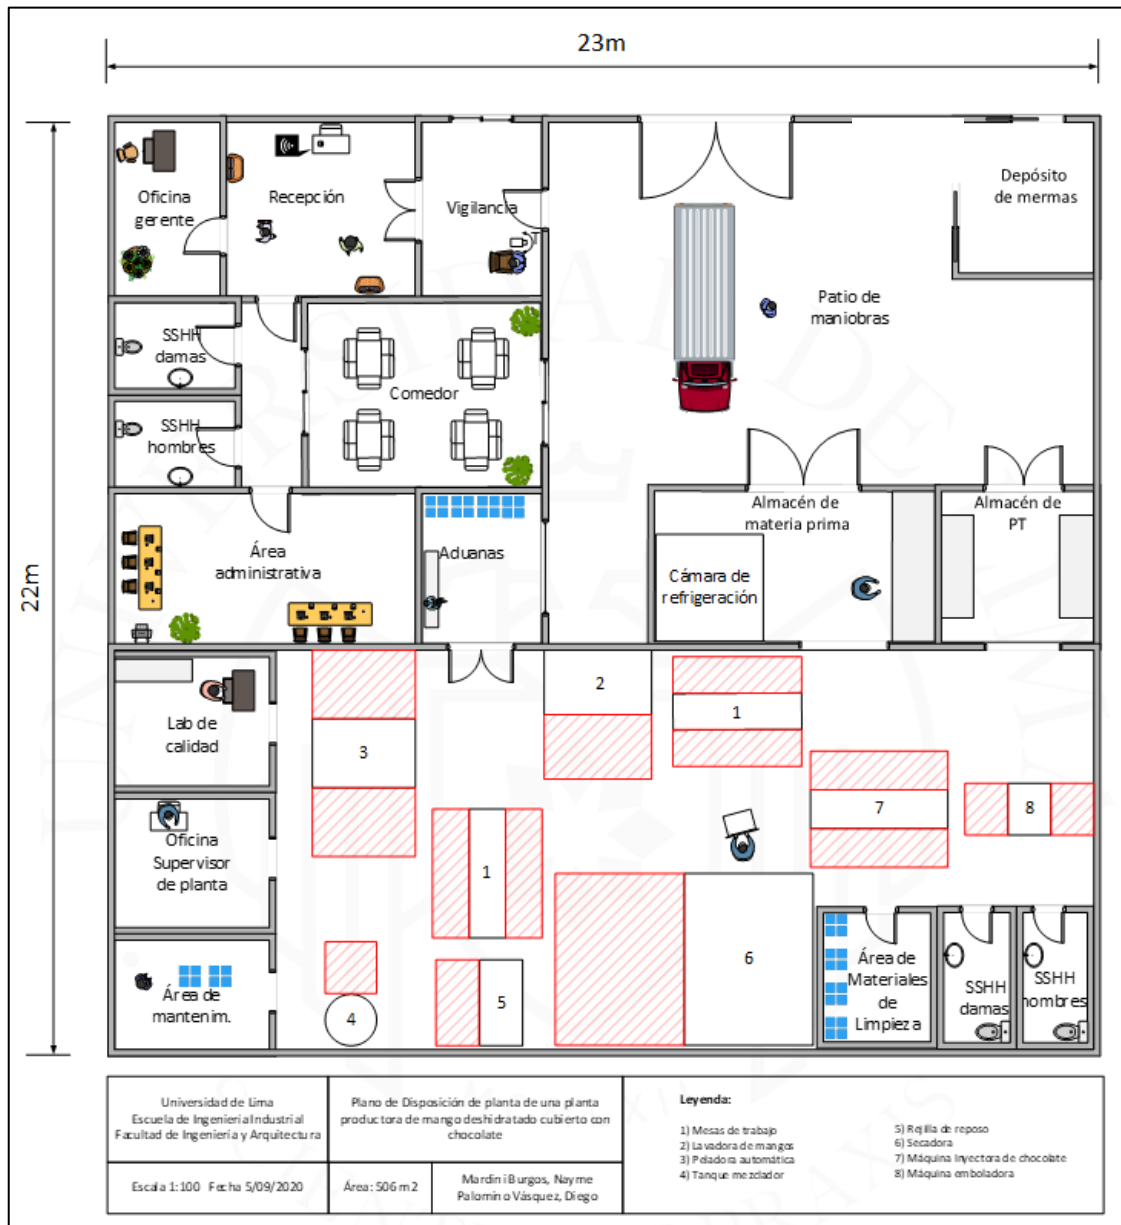 23m
22m
Oficina
gerente
Recepción
Vigilancia
Depósito
de mermas
Patio de
maniobras
SSHH
damas
SSHH
hombres
Comedor
Área
administrativa
Aduanas
Almacén de
materia prima
Cámara de
refrigeración
Almacén de
PT
Lab de
calidad
Oficina
Supervisor
de planta
Área de
mantenim.
3
2
1
7
8
1
6
5
4
Área de
Materiales
de
Limpieza
SSHH
damas
SSHH
hombres
Universidad de Lima
Escuela de Ingeniería Industrial
Facultad de Ingeniería y Arquitectura
Plano de Disposición de planta de una planta
productora de mango deshidratado cubierto con
chocolate
Escala 1:100 Fecha 5/09/2020
Área: 506 m2
Mardini Burgos, Nayme
Palomino Vásquez, Diego
Leyenda:
1) Mesas de trabajo
2) Lavadora de mangos
3) Peladora automática
4) Tanque mezclador
5) Rejilla de reposo
6) Secadora
7) Máquina Inyectora de chocolate
8) Máquina emboladora